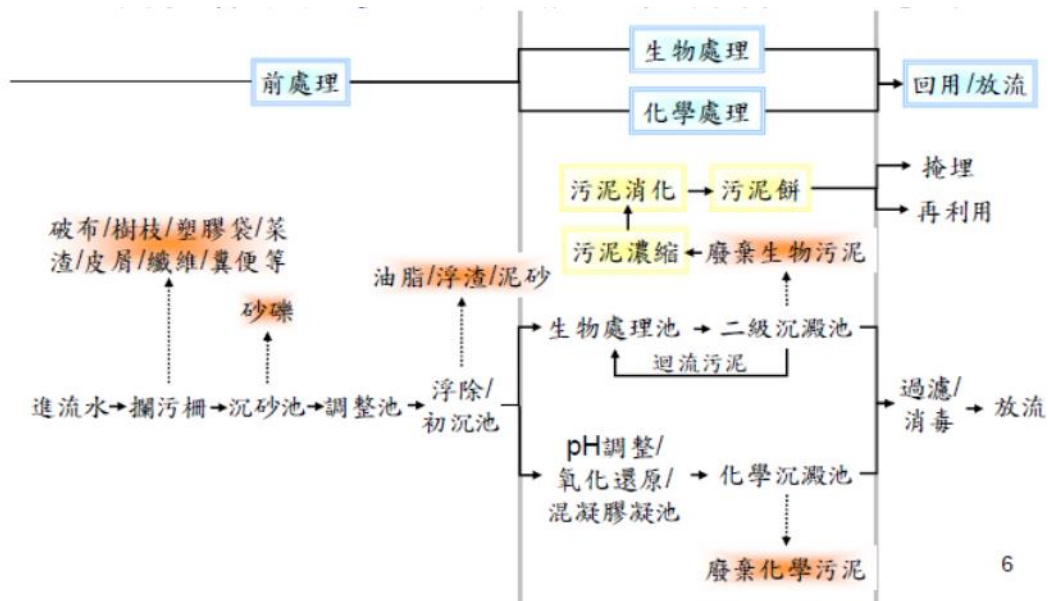 生物處理
前處理
回用/放流
化學處理
污泥消化
污泥餅
掩埋
再利用
破布/樹枝/塑膠袋/菜
渣/皮屑/纖維/糞便等
污泥濃縮
廢棄生物污泥
油脂/浮渣/泥砂
砂礫
生物處理池
二級沉澱池
迴流污泥
進流水
攔污柵
沉砂池
調整池
浮除/
初沉池
過濾/
消毒
放流
pH調整/
氧化還原/
混凝膠凝池
化學沉澱池
廢棄化學污泥
6